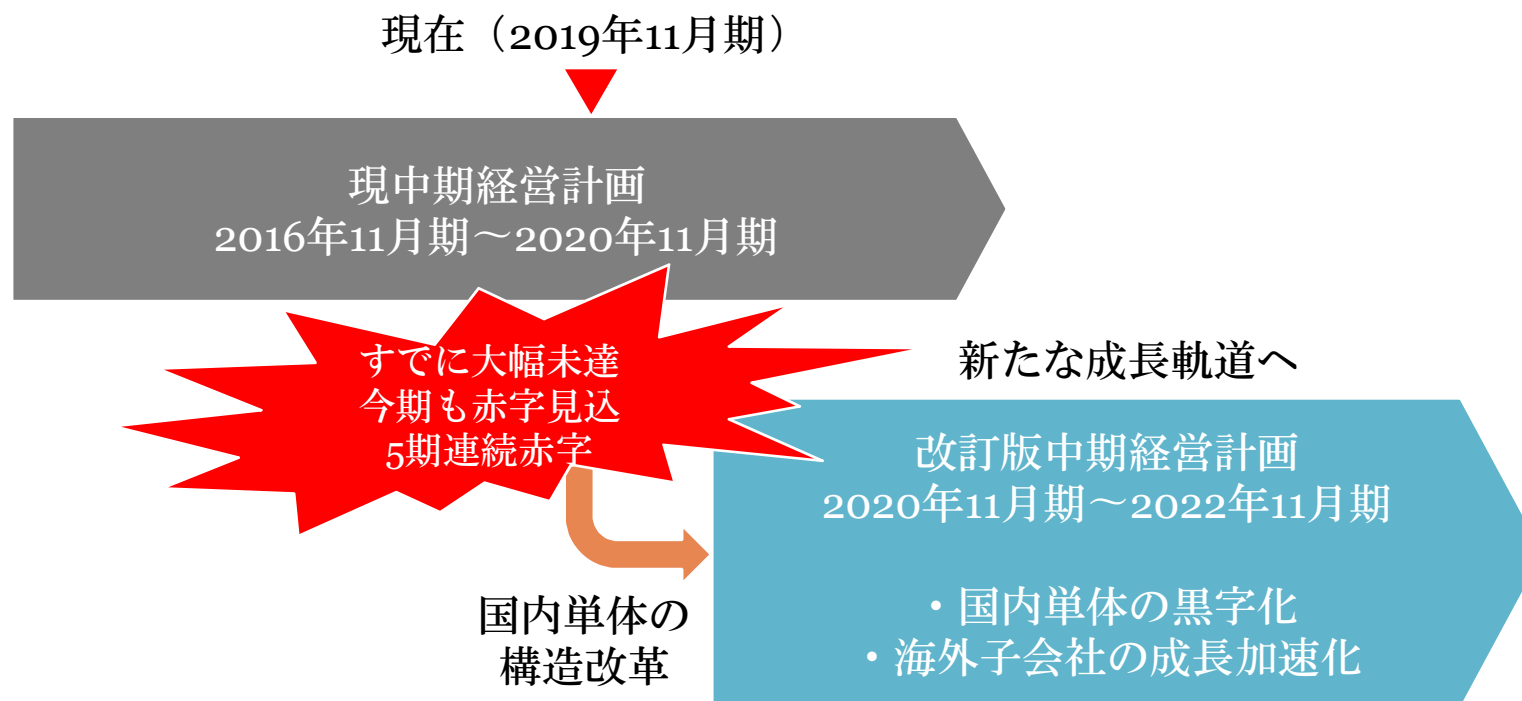 現在（2019年11月期）
現中期経営計画
2016年11月期～2020年11月期
すでに大幅未達
今期も赤字見込
5期連続赤字
新たな成長軌道へ
改訂版中期経営計画
2020年11月期～2022年11月期
・国内単体の黒字化
・海外子会社の成長加速化
国内単体の
構造改革